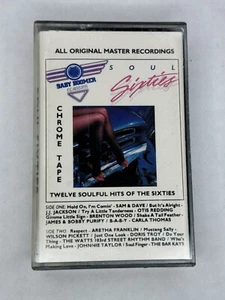 ALL ORIGINAL MASTER RECORDINGS
BABY BOOMER
CLASSICS
SOUL
Sixties
CHROME TAPE
TWELVE SOULFUL HITS OF THE SIXTIES
SIDE ONE: Hold On, I'm Comin' - SAM & DAVE / But It's Alright -
J.J. JACKSON / Try A Little Tenderness - OTIS REDDING
Gimme Little Sign - BRENTON WOOD / Shake A Tail Feather -
JAMES & BOBBY PURIFY / B-A-B-Y - CARLA THOMAS
SIDE TWO: Respect - ARETHA FRANKLIN / Mustang Sally -
WILSON PICKETT / Just One Look - DORIS TROY / Do Your
Thing - THE WATTS 103rd STREET RHYTHM BAND / Who's
Making Love - JOHNNIE TAYLOR / Soul Finger - THE BAR KAYS